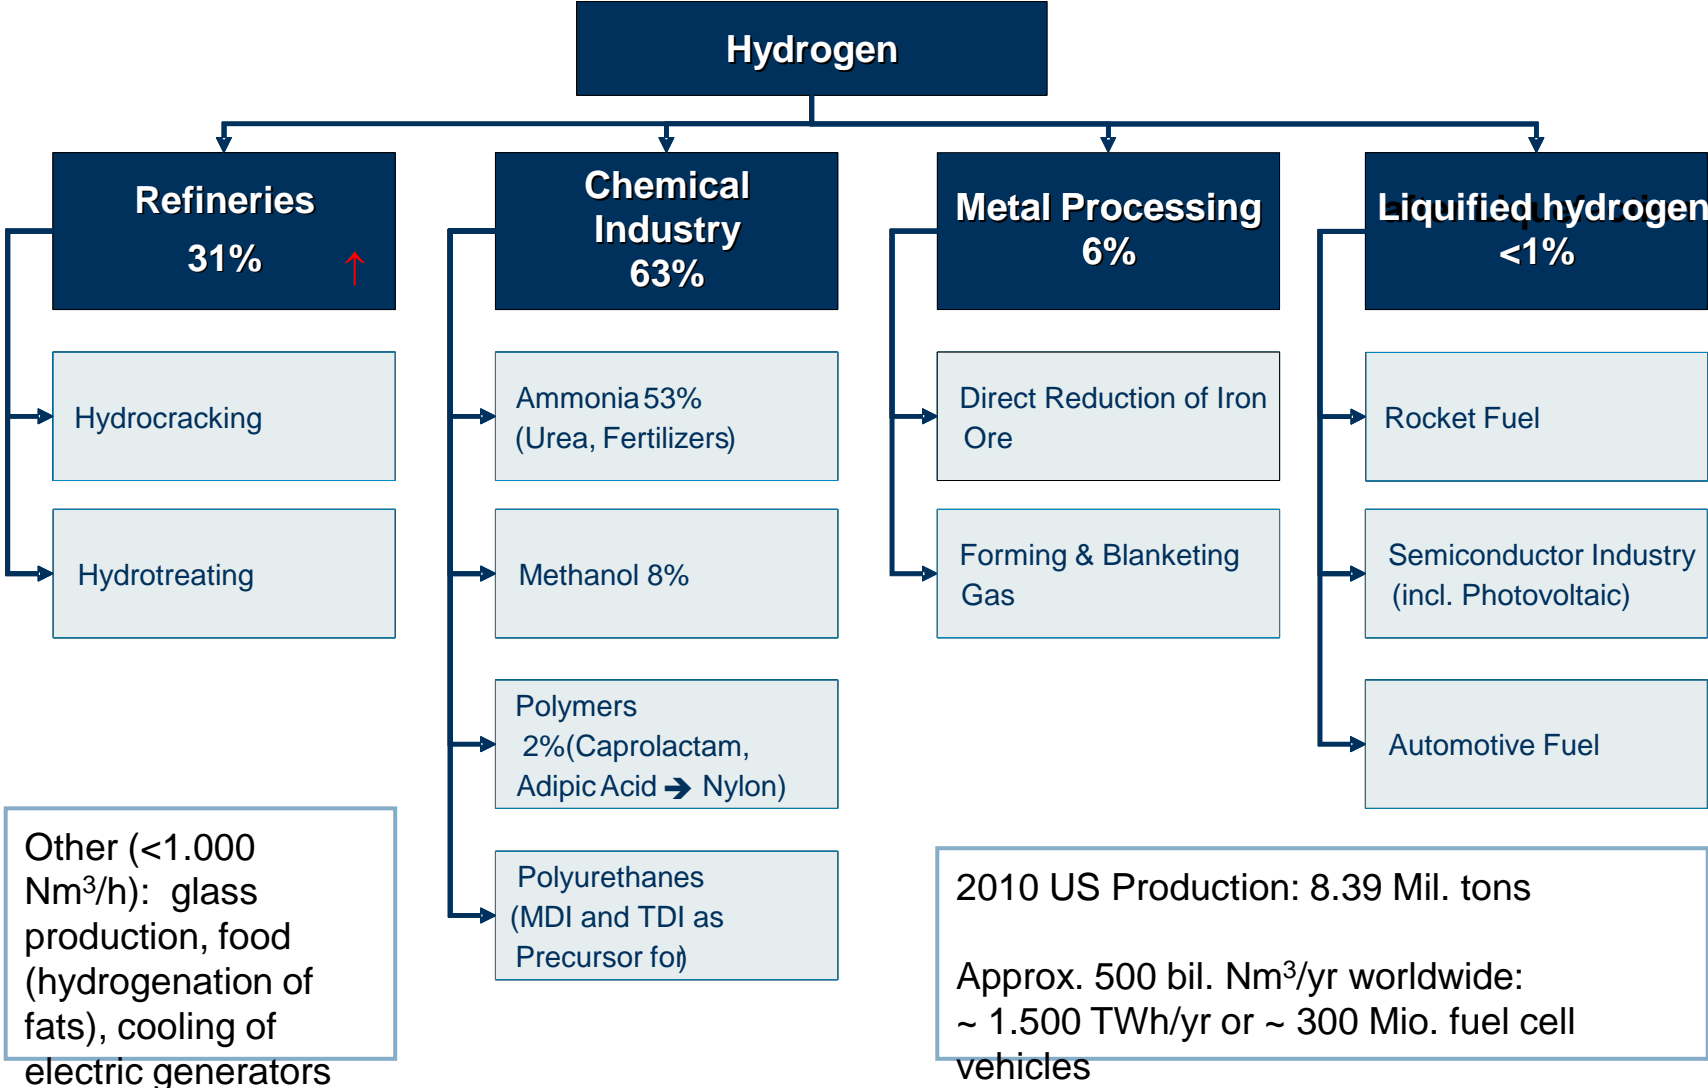 Hydrogen
Refineries
31%
↑
Chemical
Industry
63%
Metal Processing
6%
Liquified hydrogen
<1%
Hydrocracking
Hydrotreating
Ammonia 53%
(Urea, Fertilizers)
Methanol 8%
Polymers
2%(Caprolactam,
Adipic Acid ➔ Nylon)
Polyurethanes
(MDI and TDI as
Precursor for)
Direct Reduction of Iron
Ore
Forming & Blanketing
Gas
Rocket Fuel
Semiconductor Industry
(incl. Photovoltaic)
Automotive Fuel
Other (<1.000
Nm³/h): glass
production, food
(hydrogenation of
fats), cooling of
electric generators
2010 US Production: 8.39 Mil. tons
Approx. 500 bil. Nm³/yr worldwide:
~ 1.500 TWh/yr or ~ 300 Mio. fuel cell
vehicles